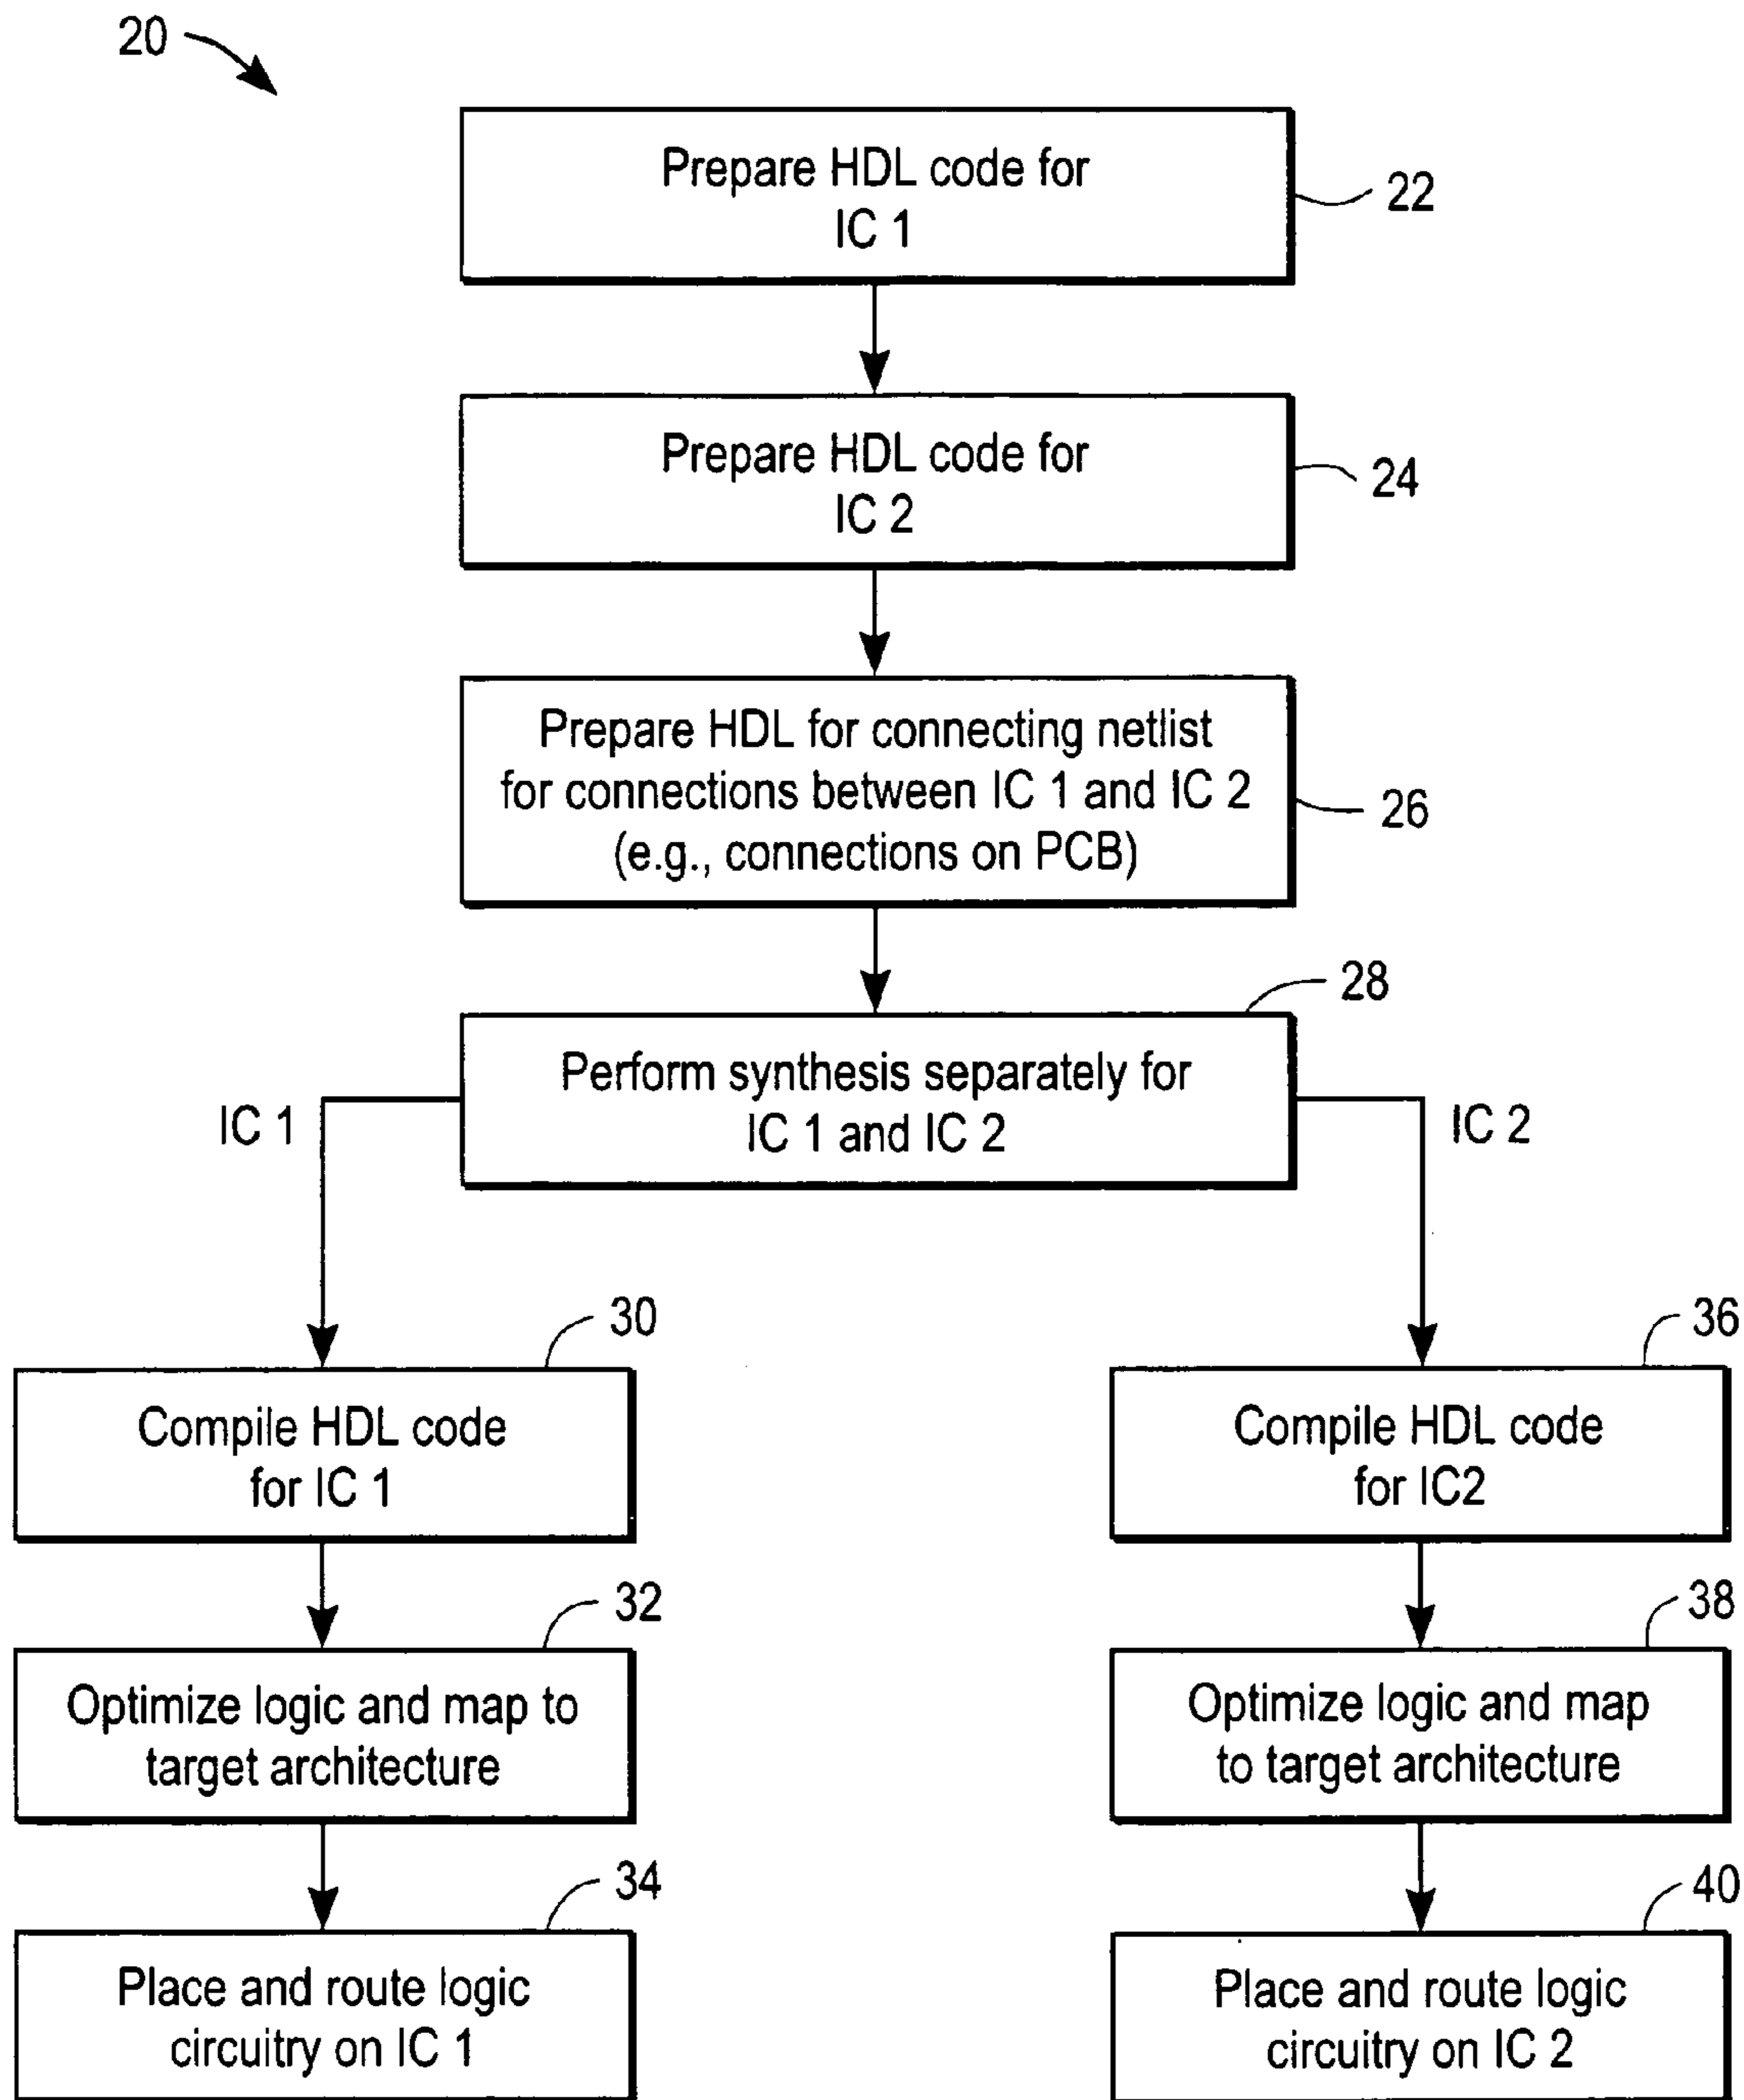 20
Prepare HDL code for
IC 1
22
Prepare HDL code for
IC 2
24
Prepare HDL for connecting netlist
for connections between IC 1 and IC 2
(e.g., connections on PCB)
26
28
Perform synthesis separately for
IC 1 and IC 2
IC 1
IC 2
30
Compile HDL code
for IC 1
36
Compile HDL code
for IC2
32
Optimize logic and map to
target architecture
38
Optimize logic and map
to target architecture
34
Place and route logic
circuitry on IC 1
40
Place and route logic
circuitry on IC 2